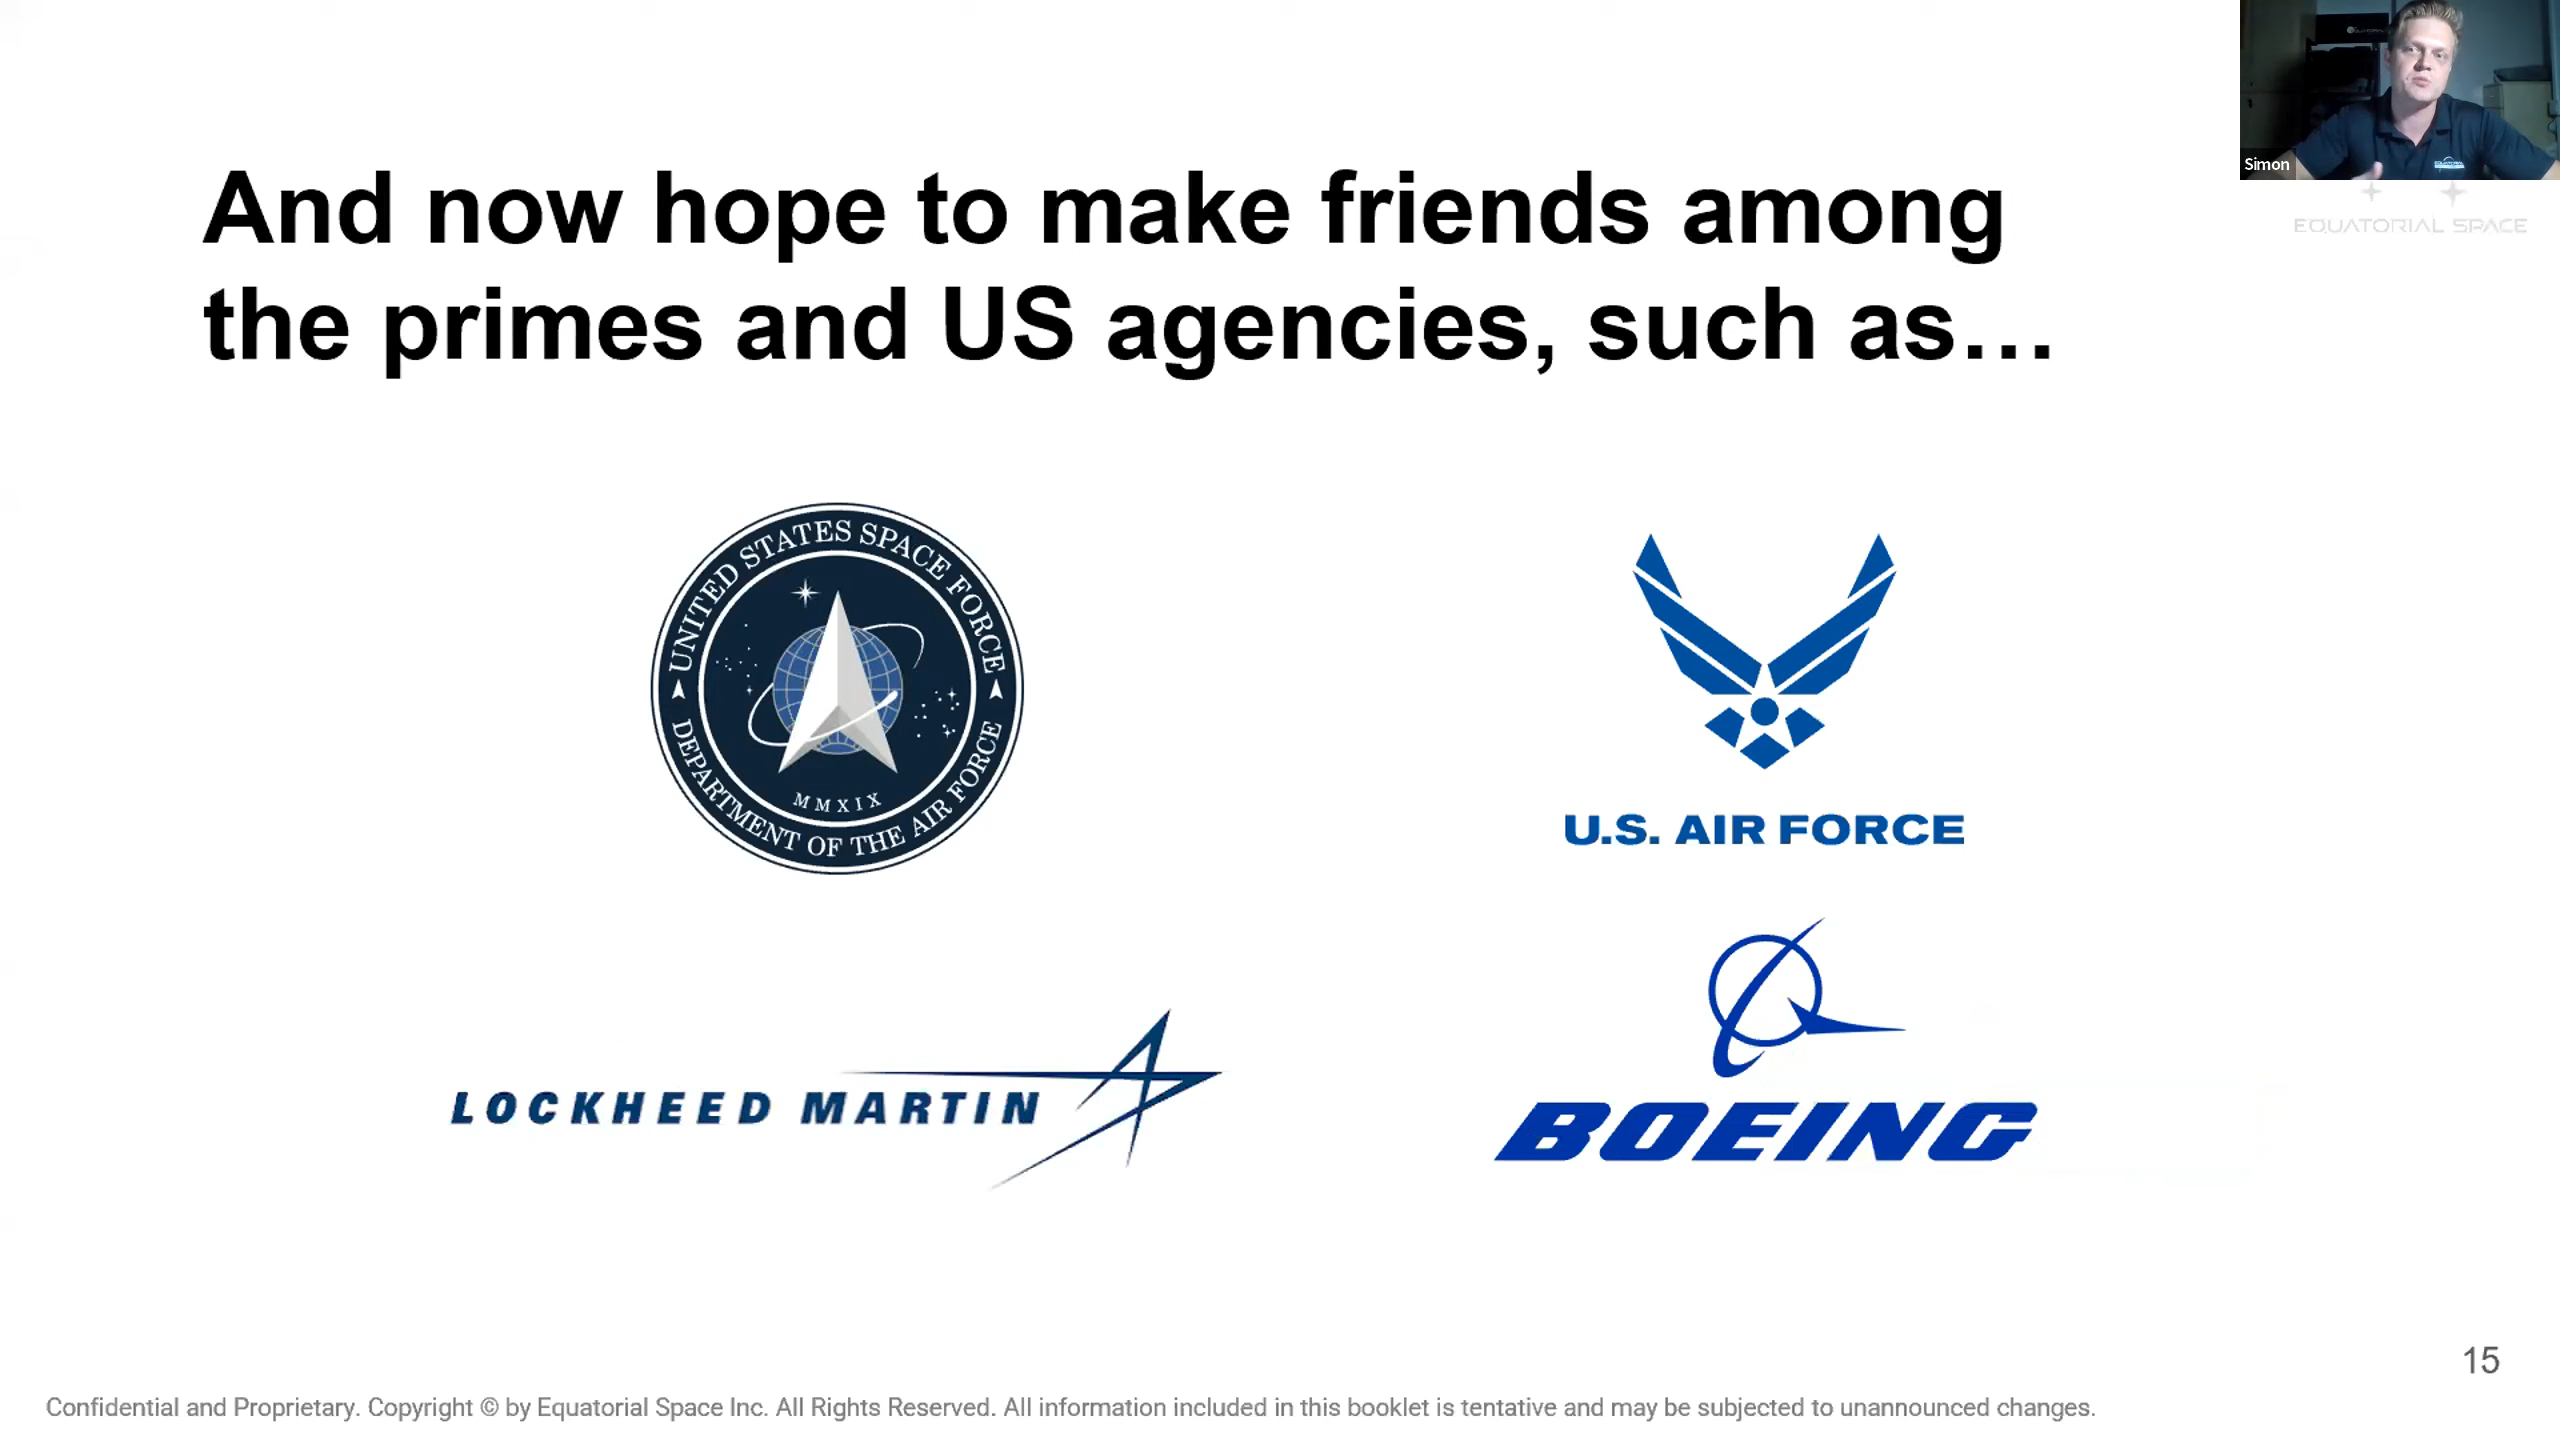 And now hope to make friends among
the primes and US agencies, such as…
Simon
EQUATORIAL SPACE
UNITED STATES SPACE FORCE
MMXIX
DEPARTMENT OF THE AIR FORCE
U.S. AIR FORCE
LOCKHEED MARTIN
BOEING
15
Confidential and Proprietary. Copyright © by Equatorial Space Inc. All Rights Reserved. All information included in this booklet is tentative and may be subjected to unannounced changes.